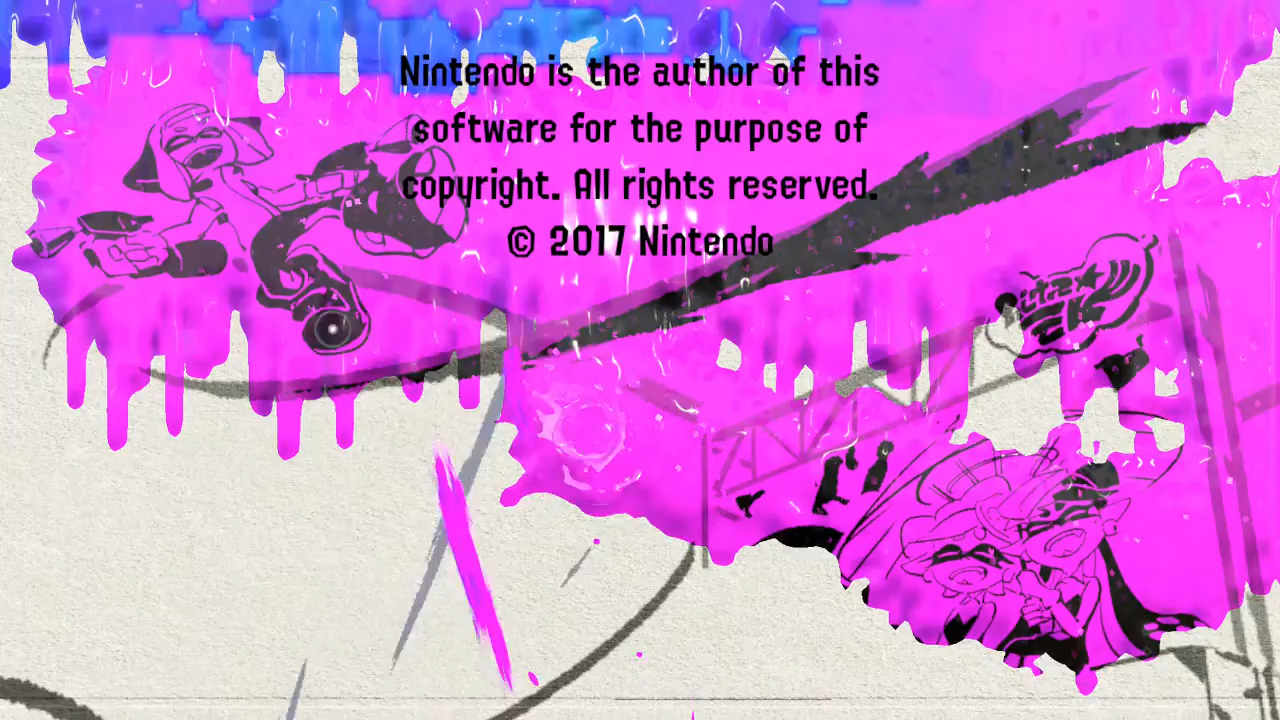 Nintendo is the author of this
software for the purpose of
copyright. All rights reserved.
© 2017 Nintendo